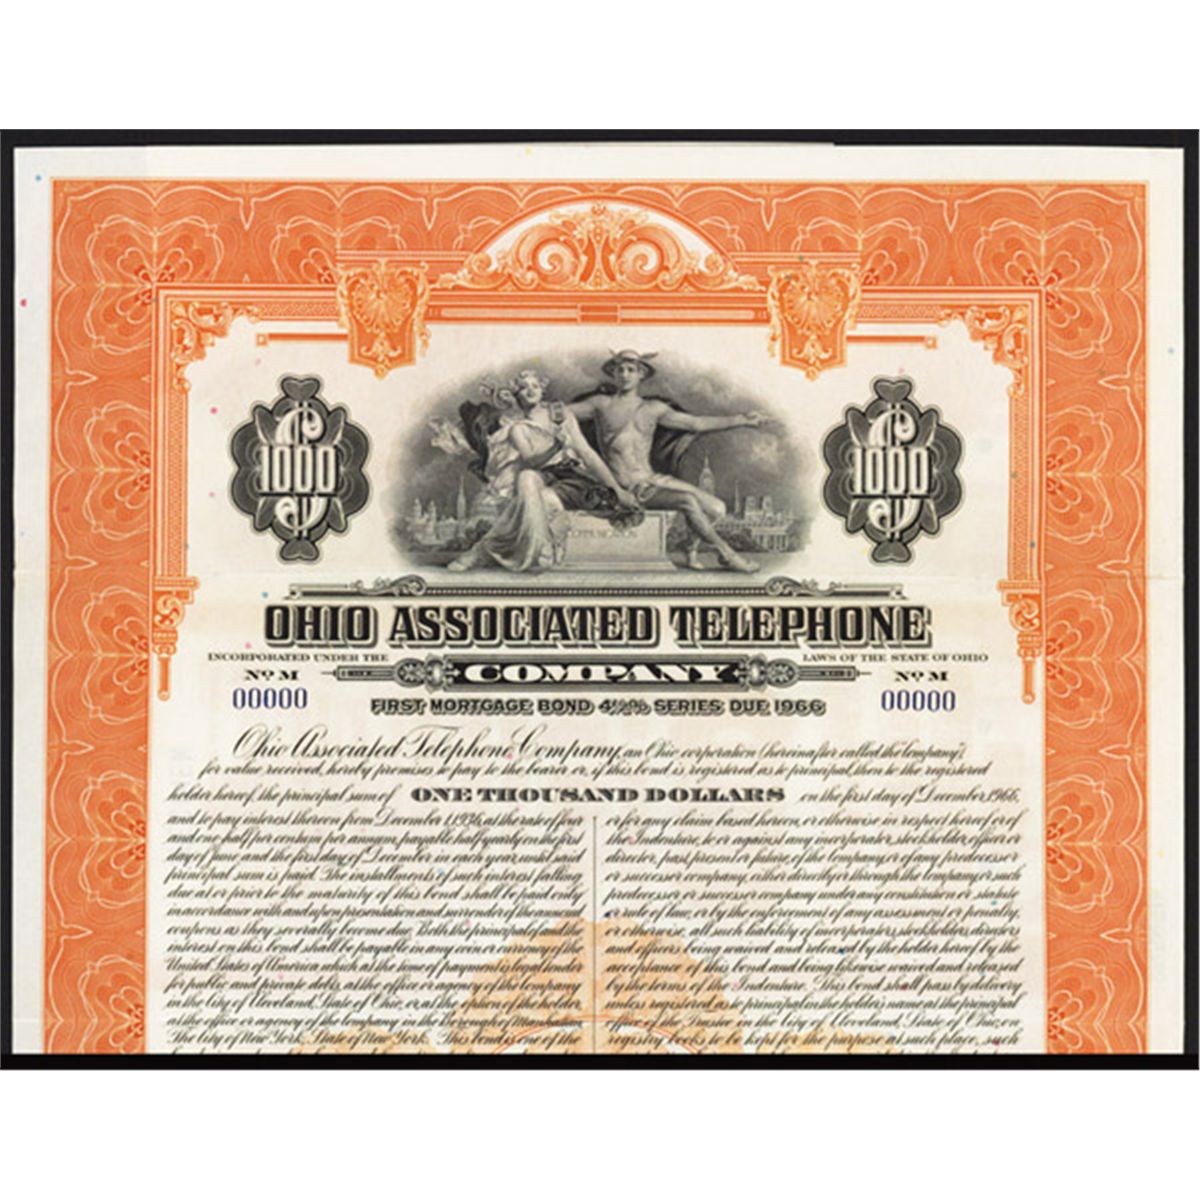 1000
1000
COMMUNICATION
OHIO ASSOCIATED TELEPHONE
INCORPORATED UNDER THE LAWS OF THE STATE OF OHIO
COMPANY
No M No M
00000 00000
FIRST MORTGAGE BOND 4½% SERIES DUE 1966
Ohio Associated Telephone Company, an Ohio corporation (hereinafter called the Company),
for value received, hereby promises to pay to the bearer or, if this bond is registered as to principal, then to the registered
holder hereof, the principal sum of ONE THOUSAND DOLLARS on the first day of December 1966,
and to pay interest thereon from December 1, 1936, at the rate of four
and one-half per centum per annum, payable half yearly on the first
day of June and the first day of December in each year, until said
principal sum is paid. The installments of such interest falling
due at or prior to the maturity of this bond shall be paid only
in accordance with and upon presentation and surrender of the annexed
coupons as they severally become due. Both the principal of and the
interest on this bond shall be payable in any coin or currency of the
United States of America which at the time of payment is legal tender
for public and private debts, at the office or agency of the Company
in the City of Cleveland, State of Ohio, or, at the option of the holder,
at the office or agency of the Company in the Borough of Manhattan,
The City of New York, State of New York. This bond is one of the
or for any claim based hereon, or otherwise in respect hereof or of
the Indenture, to or against any incorporator, stockholder, officer or
director, past, present or future, of the Company or of any predecessor
or successor company, either directly or through the Company or such
predecessor or successor company under any constitution or statute
or rule of law, or by the enforcement of any assessment or penalty,
or otherwise, all such liability of incorporators, stockholders, directors
and officers being waived and released by the holder hereof by the
acceptance of this bond and being likewise waived and released
by the terms of the Indenture. This bond shall pass by delivery
unless registered as to principal in the holder's name at the principal
office of the Trustee in the City of Cleveland, State of Ohio, on
registry books to be kept for the purpose at such place, such